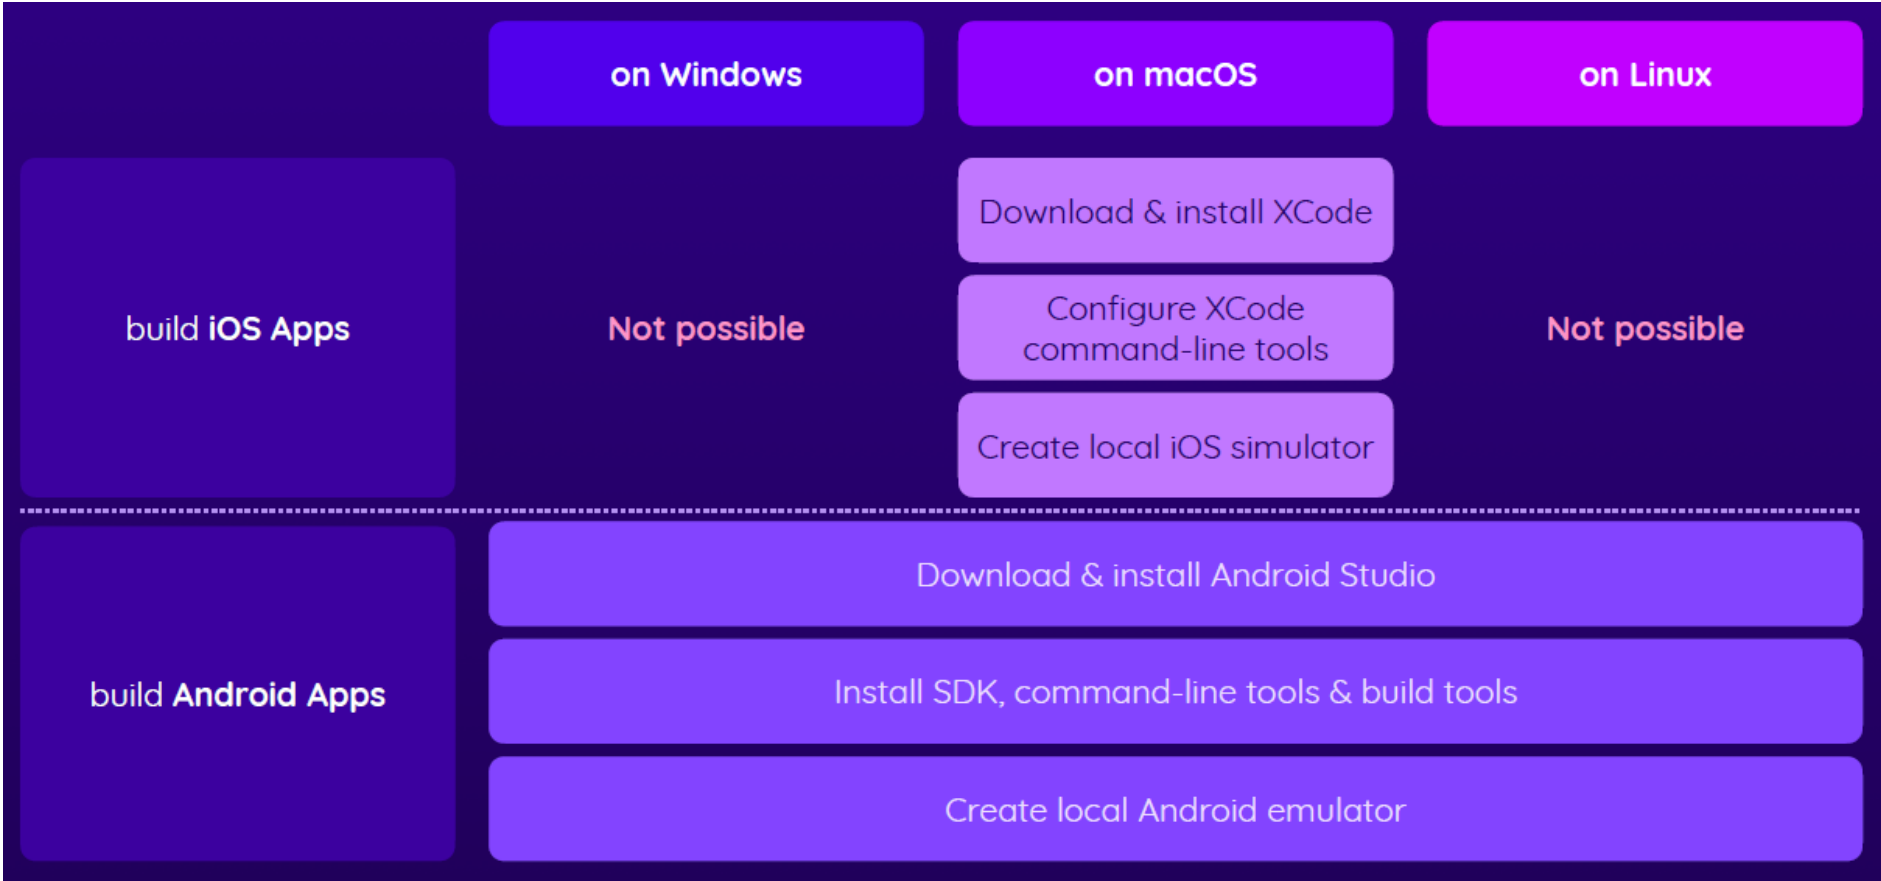 on Windows
on macOS
on Linux
build iOS Apps
Not possible
Download & install XCode
Configure XCode
command-line tools
Create local iOS simulator
Not possible
build Android Apps
Download & install Android Studio
Install SDK, command-line tools & build tools
Create local Android emulator